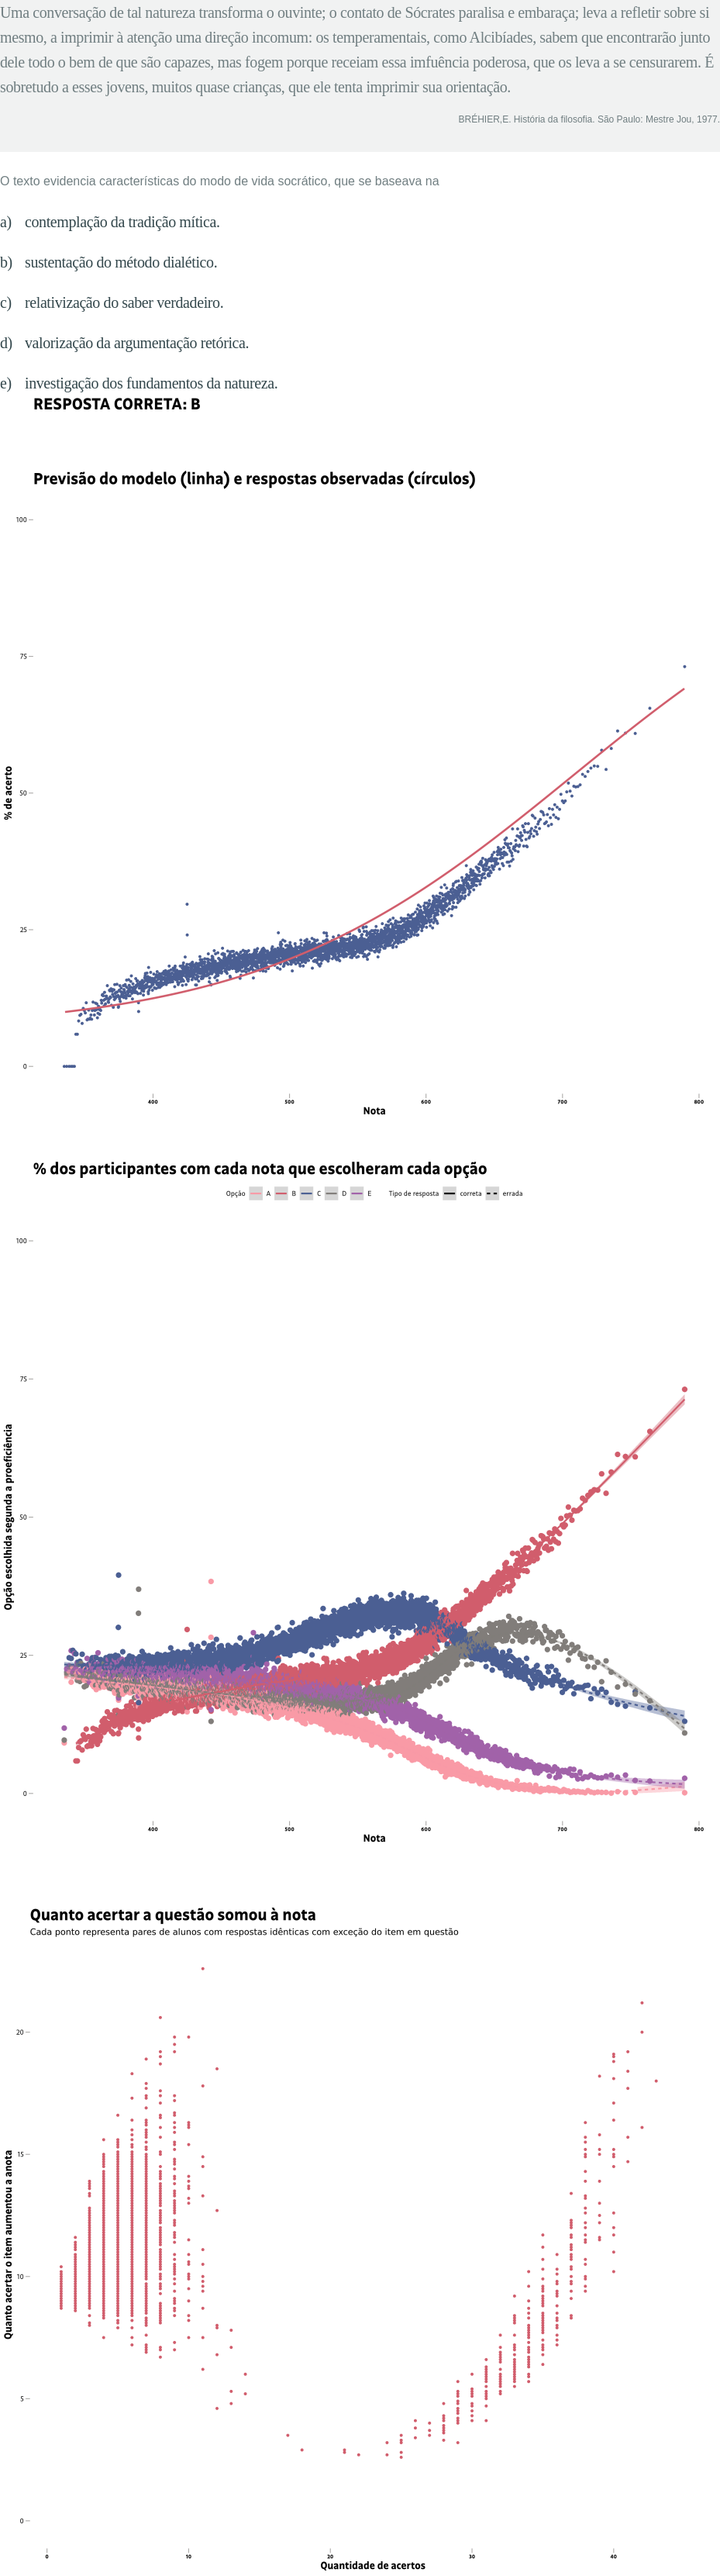 Uma conversação de tal natureza transforma o ouvinte; o contato de Sócrates paralisa e embaraça; leva a refletir sobre si
mesmo, a imprimir à atenção uma direção incomum: os temperamentais, como Alcibíades, sabem que encontrarão junto
dele todo o bem de que são capazes, mas fogem porque receiam essa imfuência poderosa, que os leva a se censurarem. É
sobretudo a esses jovens, muitos quase crianças, que ele tenta imprimir sua orientação.
BRÉHIER,E. História da filosofia. São Paulo: Mestre Jou, 1977.
O texto evidencia características do modo de vida socrático, que se baseava na
a) contemplação da tradição mítica.
b) sustentação do método dialético.
c) relativização do saber verdadeiro.
d) valorização da argumentação retórica.
e) investigação dos fundamentos da natureza.
RESPOSTA CORRETA: B
Previsão do modelo (linha) e respostas observadas (círculos)
100
75
50
25
0
% de acerto
400 500 600 700 800
Nota
% dos participantes com cada nota que escolheram cada opção
Opção A B C D E Tipo de resposta correta errada
100
75
50
25
0
Opção escolhida segunda a proeficiência
400 500 600 700 800
Nota
Quanto acertar a questão somou à nota
Cada ponto representa pares de alunos com respostas idênticas com exceção do item em questão
20
15
10
5
0
Quanto acertar o item aumentou a anota
0 10 20 30 40
Quantidade de acertos